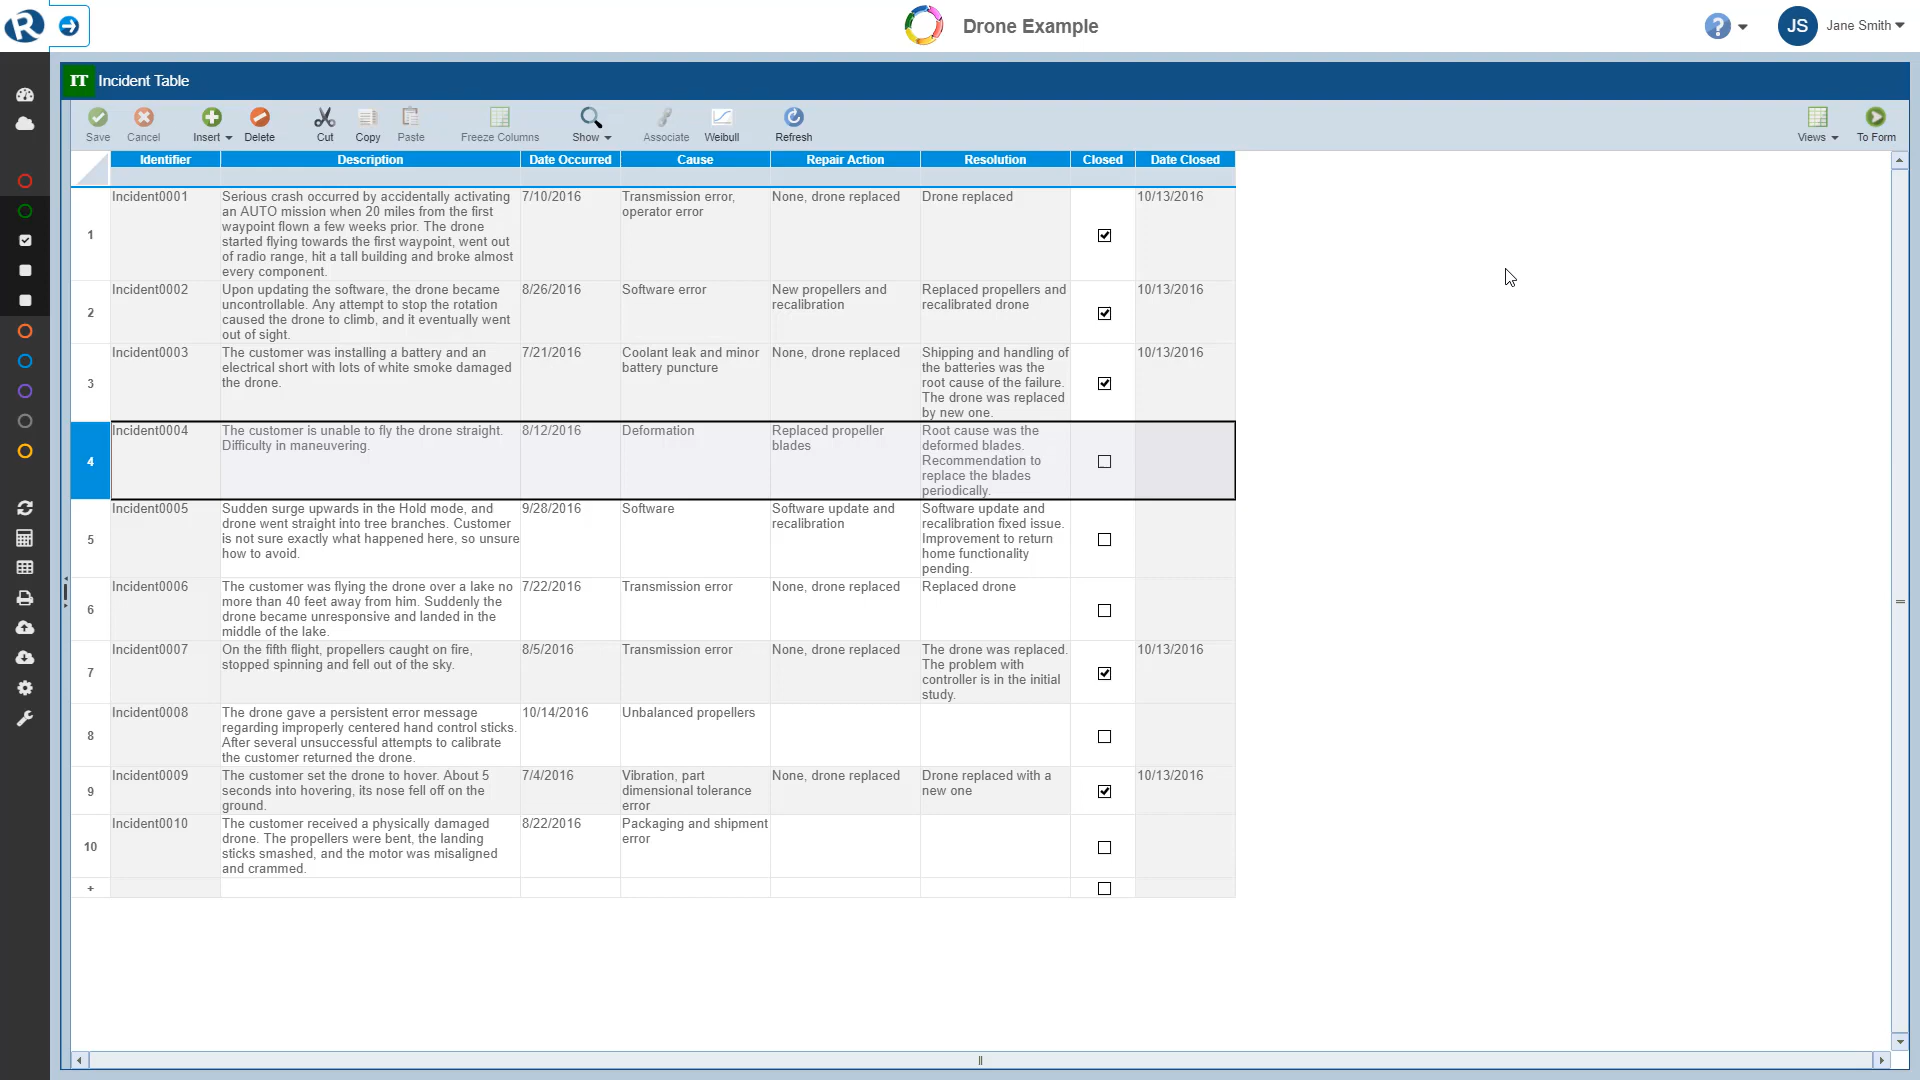 R
Drone Example
?
JS
Jane Smith
IT Incident Table
Save
Cancel
Insert
Delete
Cut
Copy
Paste
Freeze Columns
Show
Associate
Weibull
Refresh
Views
To Form
Identifier
Description
Date Occurred
Cause
Repair Action
Resolution
Closed
Date Closed
1
Incident0001
Serious crash occurred by accidentally activating
an AUTO mission when 20 miles from the first
waypoint flown a few weeks prior. The drone
started flying towards the first waypoint, went out
of radio range, hit a tall building and broke almost
every component.
7/10/2016
Transmission error,
operator error
None, drone replaced
Drone replaced
10/13/2016
2
Incident0002
Upon updating the software, the drone became
uncontrollable. Any attempt to stop the rotation
caused the drone to climb, and it eventually went
out of sight.
8/26/2016
Software error
New propellers and
recalibration
Replaced propellers and
recalibrated drone
10/13/2016
3
Incident0003
The customer was installing a battery and an
electrical short with lots of white smoke damaged
the drone.
7/21/2016
Coolant leak and minor
battery puncture
None, drone replaced
Shipping and handling of
the batteries was the
root cause of the failure.
The drone was replaced
by new one.
10/13/2016
4
Incident0004
The customer is unable to fly the drone straight.
Difficulty in maneuvering.
8/12/2016
Deformation
Replaced propeller
blades
Root cause was the
deformed blades.
Recommendation to
replace the blades
periodically.
5
Incident0005
Sudden surge upwards in the Hold mode, and
drone went straight into tree branches. Customer
is not sure exactly what happened here, so unsure
how to avoid.
9/28/2016
Software
Software update and
recalibration
Software update and
recalibration fixed issue.
Improvement to return
home functionality
pending.
6
Incident0006
The customer was flying the drone over a lake no
more than 40 feet away from him. Suddenly the
drone became unresponsive and landed in the
middle of the lake.
7/22/2016
Transmission error
None, drone replaced
Replaced drone
7
Incident0007
On the fifth flight, propellers caught on fire,
stopped spinning and fell out of the sky.
8/5/2016
Transmission error
None, drone replaced
The drone was replaced.
The problem with
controller is in the initial
study.
10/13/2016
8
Incident0008
The drone gave a persistent error message
regarding improperly centered hand control sticks.
After several unsuccessful attempts to calibrate
the customer returned the drone.
10/14/2016
Unbalanced propellers
9
Incident0009
The customer set the drone to hover. About 5
seconds into hovering, its nose fell off on the
ground.
7/4/2016
Vibration, part
dimensional tolerance
error
None, drone replaced
Drone replaced with a
new one
10/13/2016
10
Incident0010
The customer received a physically damaged
drone. The propellers were bent, the landing
sticks smashed, and the motor was misaligned
and crammed.
8/22/2016
Packaging and shipment
error
+